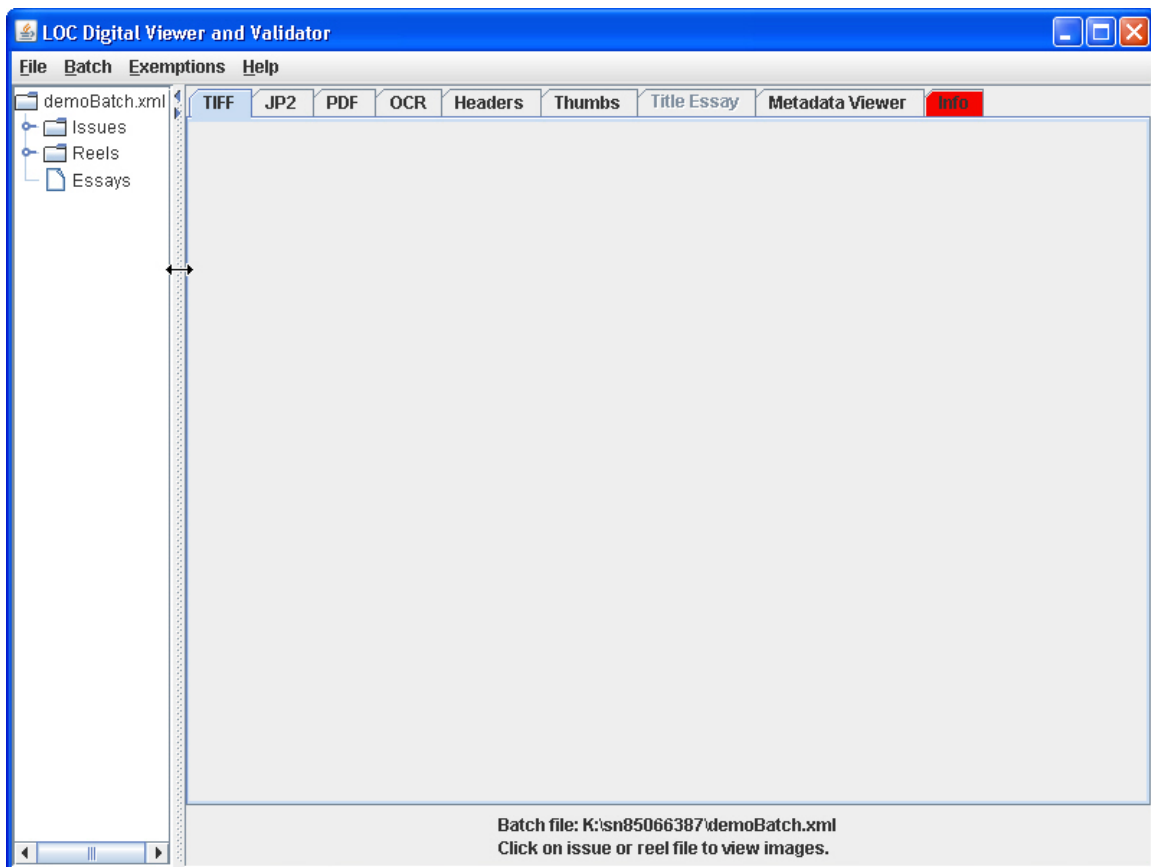 LOC Digital Viewer and Validator
File Batch Exemptions Help
demoBatch.xml
Issues
Reels
Essays
TIFF JP2 PDF OCR Headers Thumbs Title Essay Metadata Viewer Info
Batch file: K:\sn85066387\demoBatch.xml
Click on issue or reel file to view images.